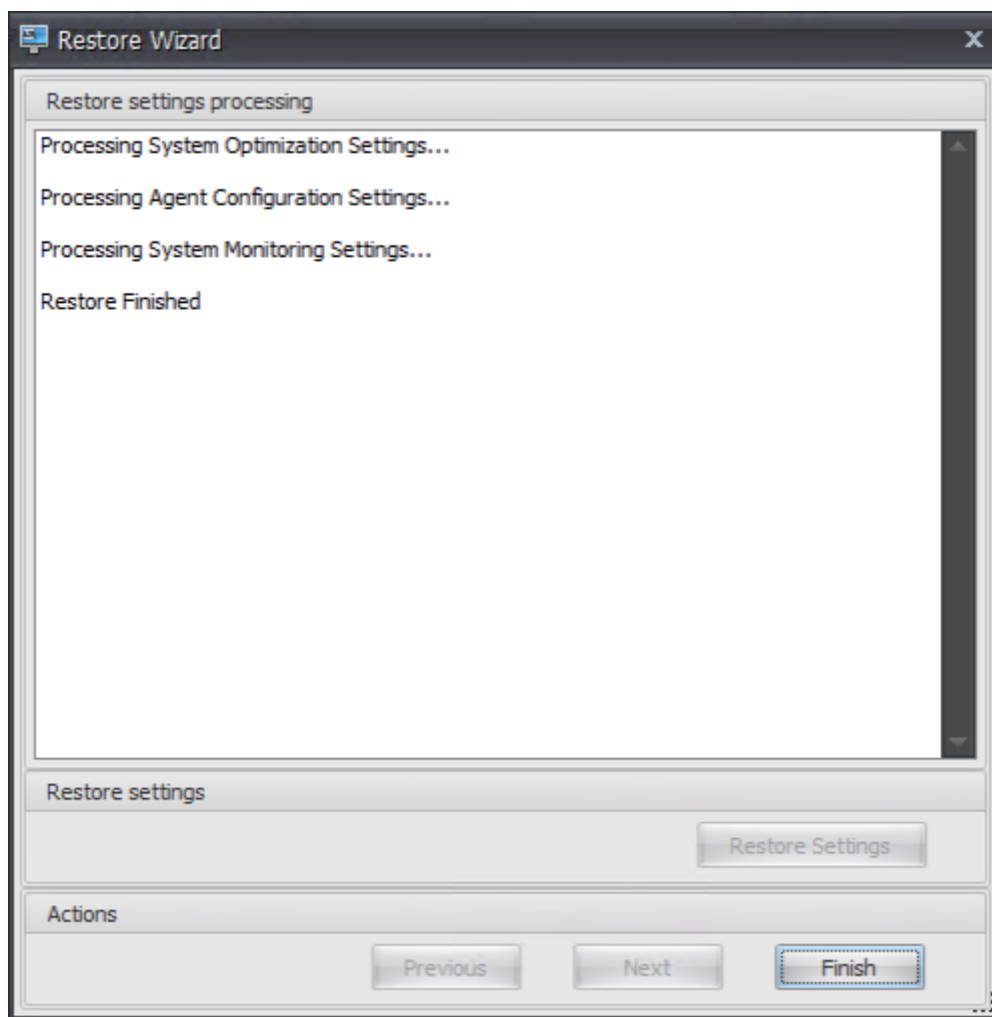 Restore Wizard
Restore settings processing
Processing System Optimization Settings...
Processing Agent Configuration Settings...
Processing System Monitoring Settings...
Restore Finished
Restore settings
Restore Settings
Actions
Previous Next Finish